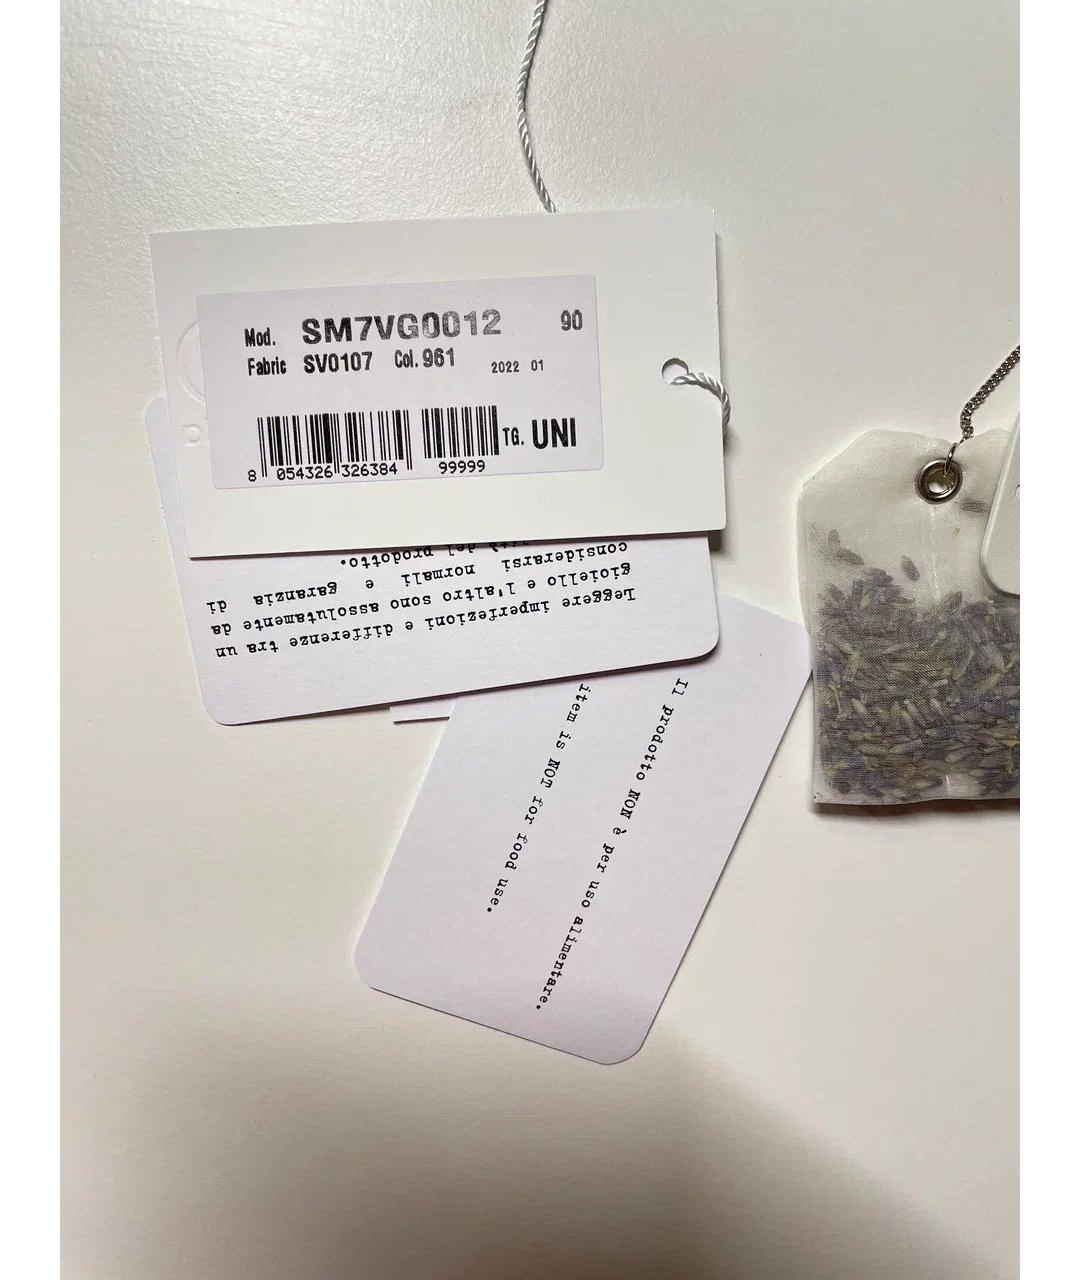 Mod. SM7VG0012 90
Fabric SV0107 Col. 961 2022 01
TG. UNI
8 054326 326384 99999
Leggere imperfezioni e differenze tra un
gioiello e l'altro sono assolutamente da
considerarsi normali e garanzia di
del prodotto.
Il prodotto NON è per uso alimentare.
item is NOT for food use.